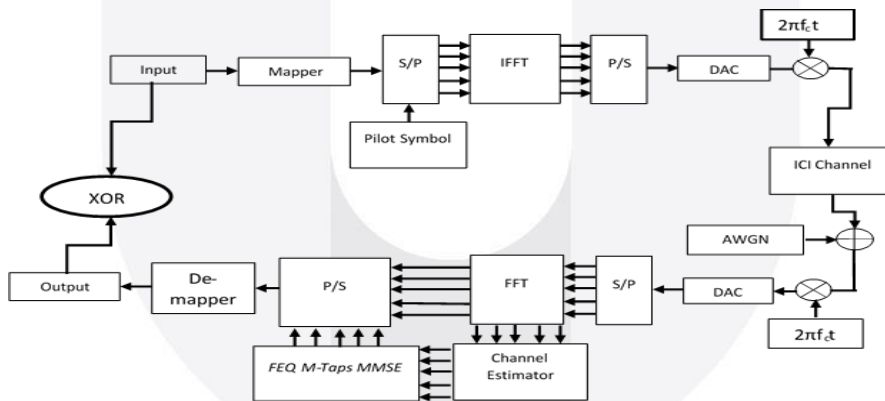 2πfct
Input
Mapper
S/P
IFFT
P/S
DAC
Pilot Symbol
ICI Channel
XOR
AWGN
Output
De-
mapper
P/S
FFT
S/P
DAC
2πfct
FEQ M-Taps MMSE
Channel
Estimator